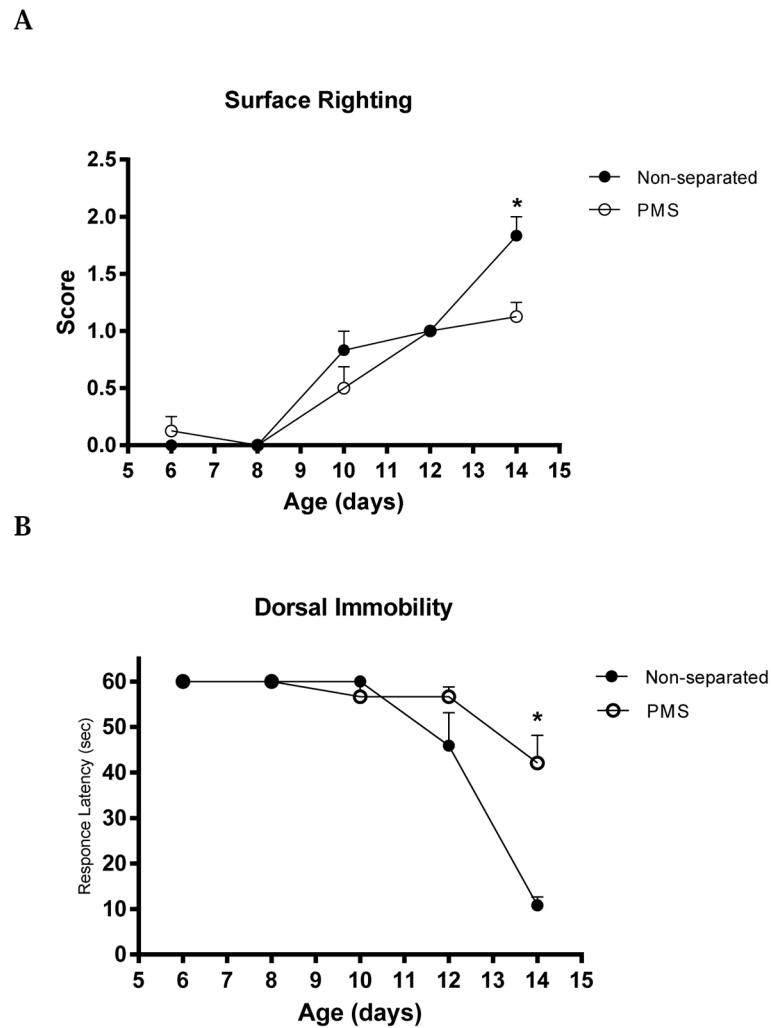 A
Surface Righting
Non-separated
PMS
*
2.5
2.0
1.5
1.0
0.5
0.0
Score
5 6 7 8 9 10 11 12 13 14 15
Age (days)
B
Dorsal Immobility
Non-separated
PMS
*
60
50
40
30
20
10
0
Responce Latency (sec)
5 6 7 8 9 10 11 12 13 14 15
Age (days)